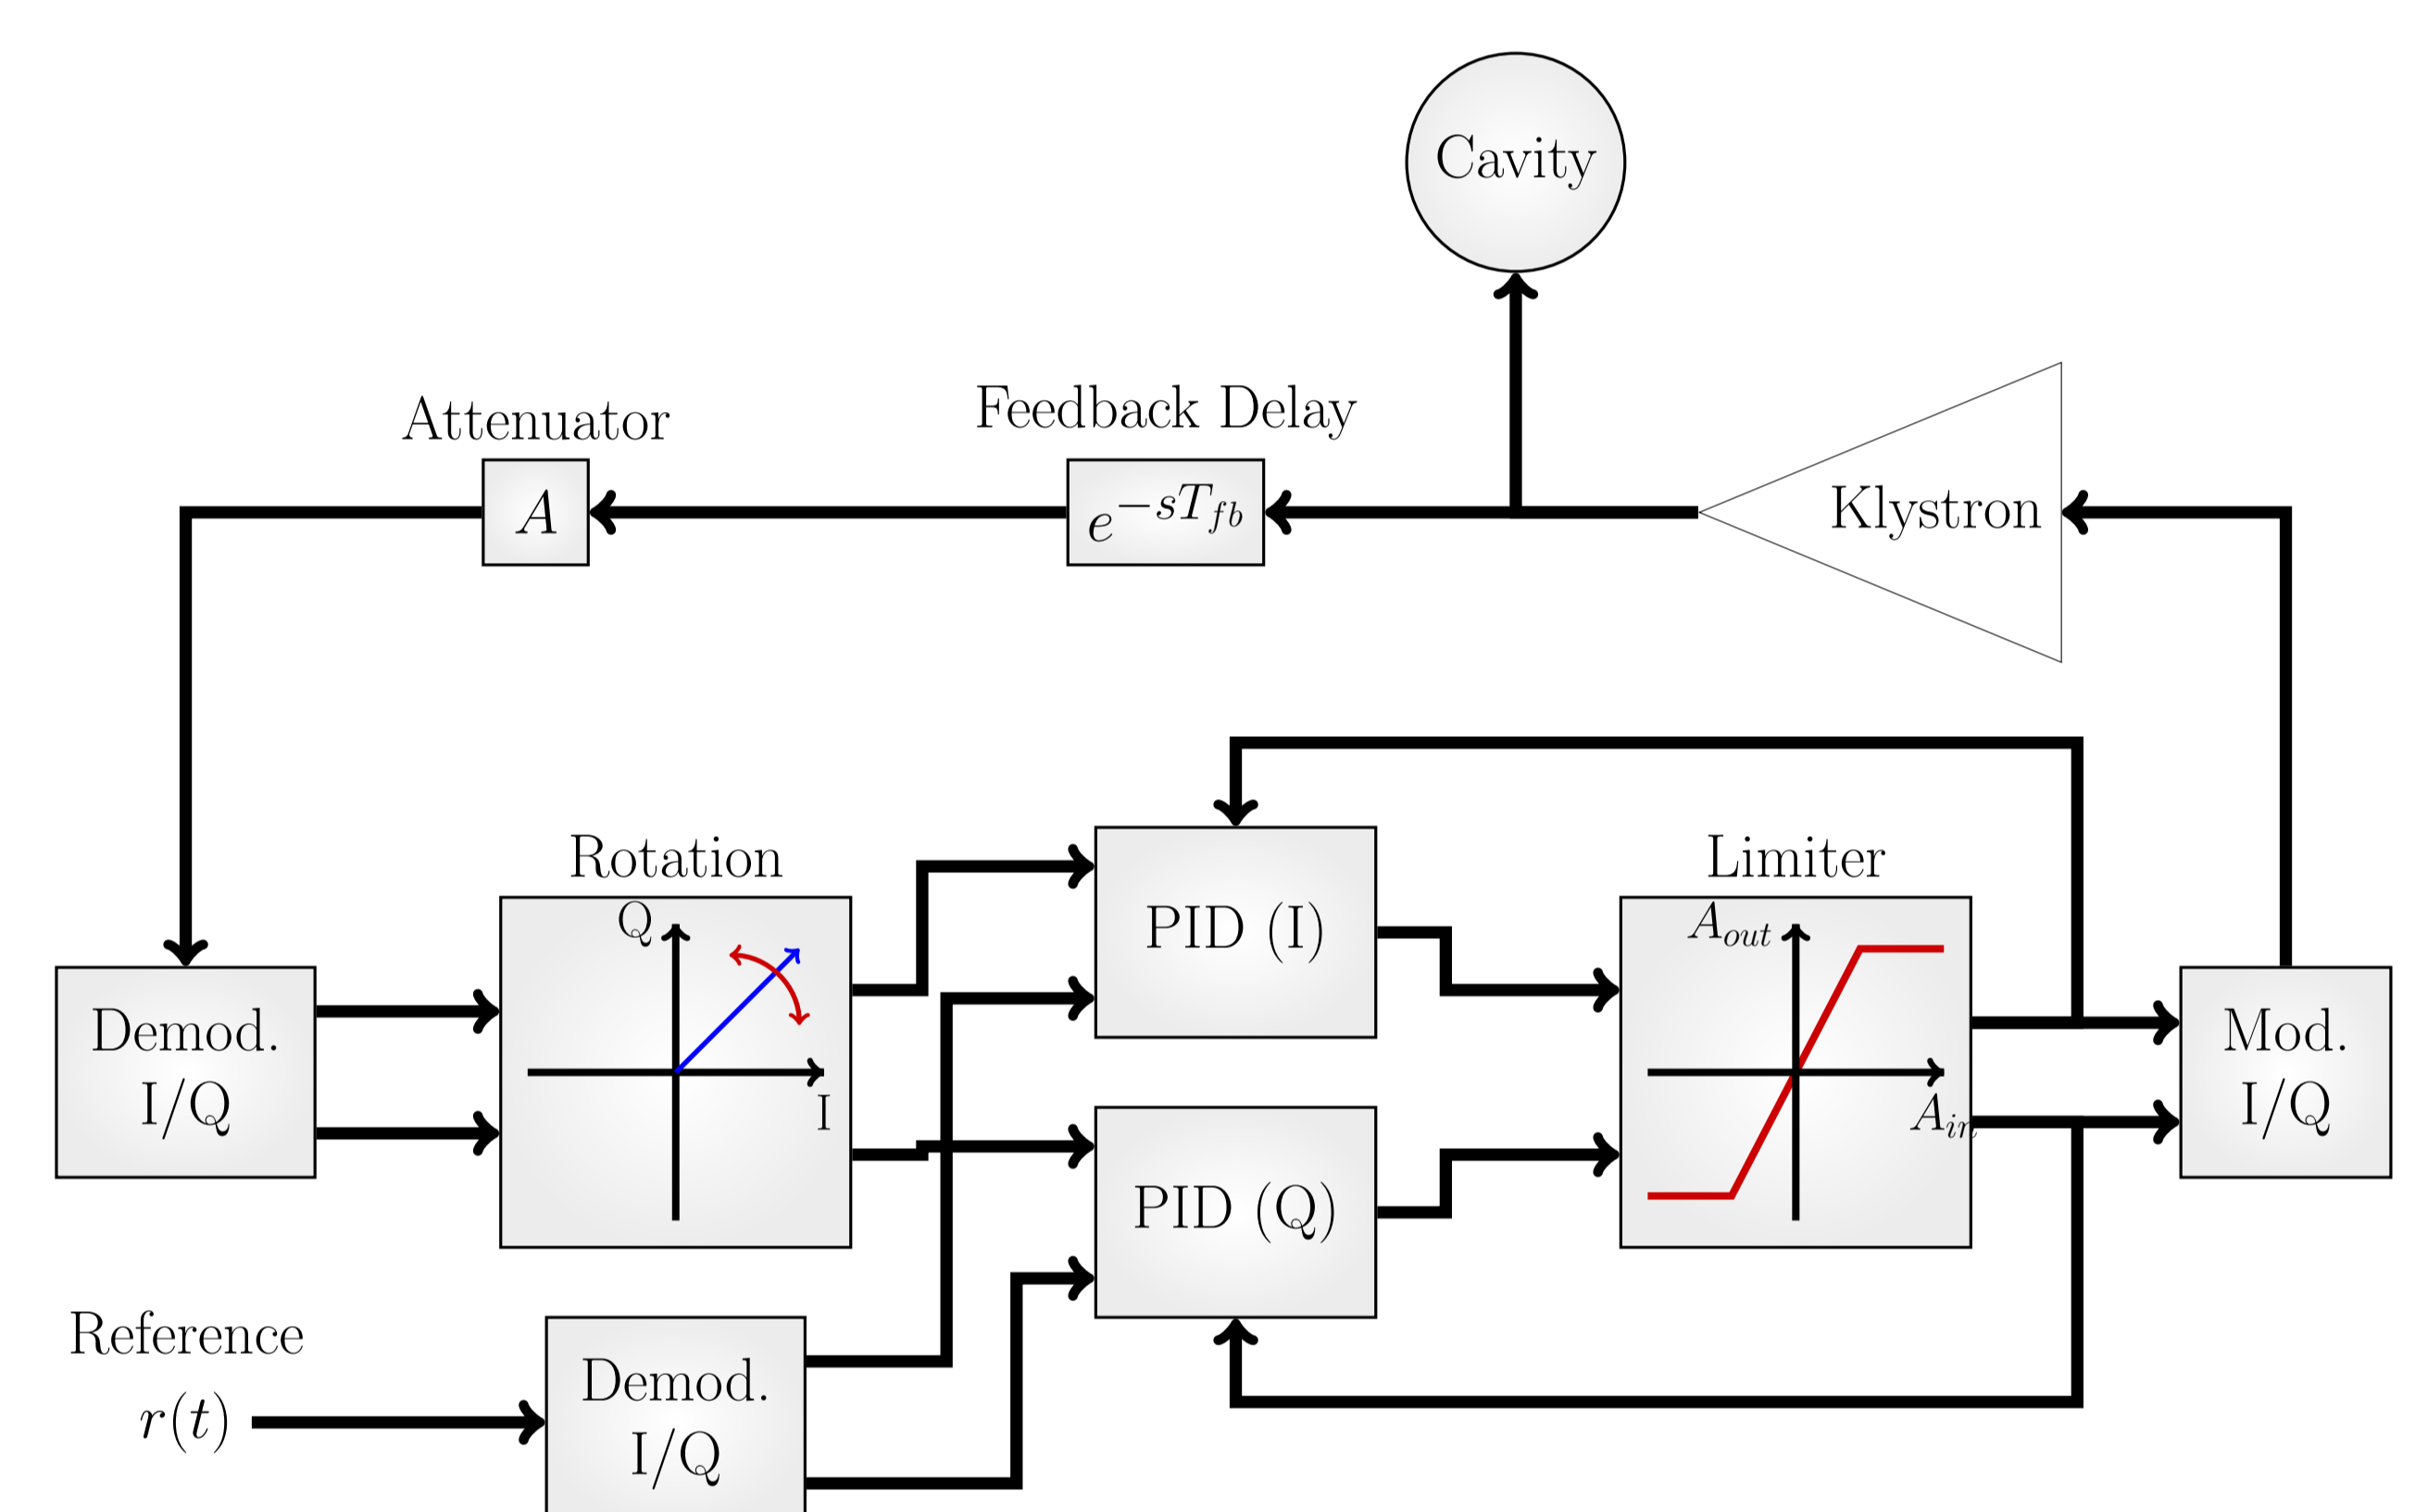 Cavity
Attenuator
A
Feedback Delay
e^{-sT_{fb}}
Klystron
Rotation
Q
I
Demod.
I/Q
PID (I)
PID (Q)
Limiter
A_{out}
A_{in}
Mod.
I/Q
Reference
r(t)
Demod.
I/Q